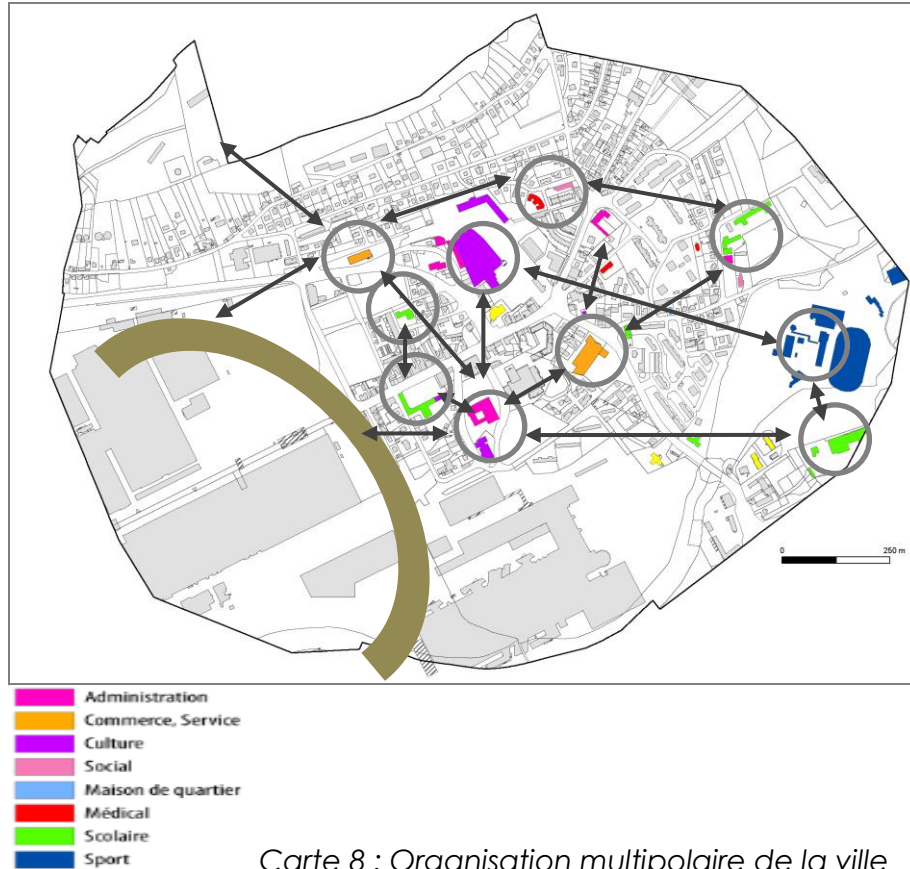 0 250 m
Administration
Commerce, Service
Culture
Social
Maison de quartier
Médical
Scolaire
Sport
Carte 8 : Organisation multipolaire de la ville